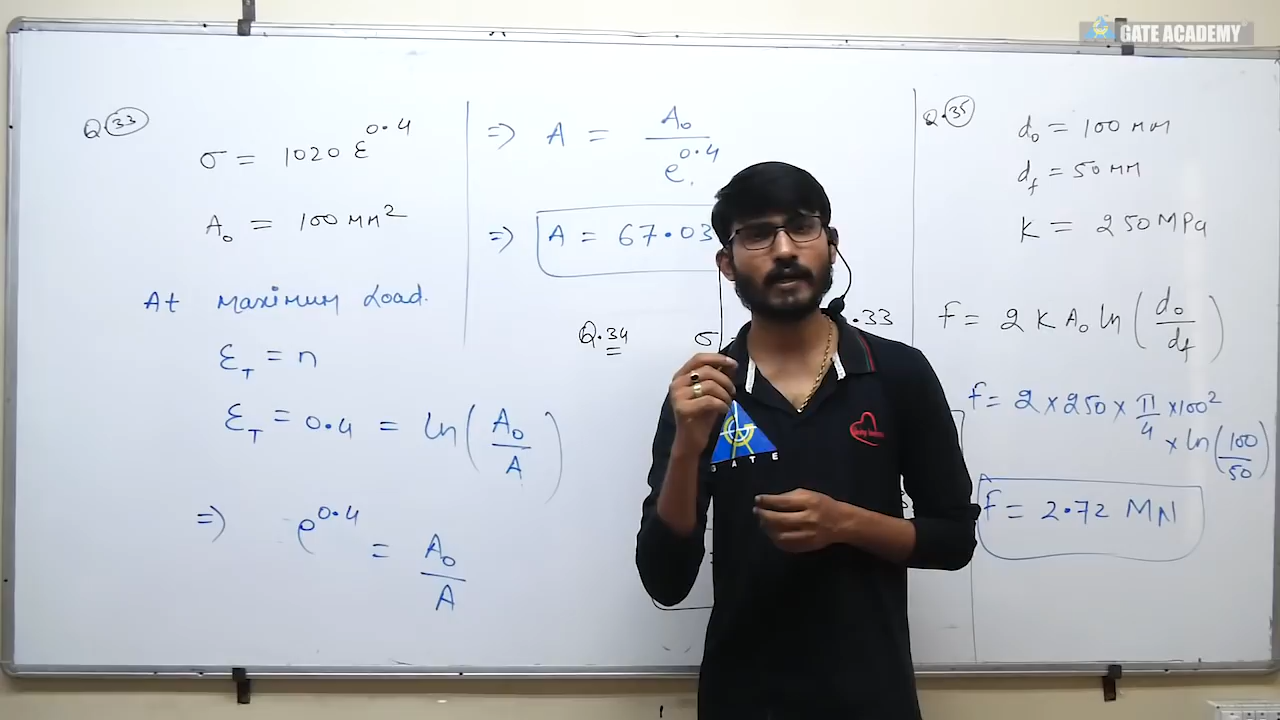 GATE ACADEMY
Q.33
σ = 1020 ε^0.4
A₀ = 100 mm²
At maximum Load.
ε_T = n
ε_T = 0.4 = ln(A₀/A)
⇒ e^0.4 = A₀/A
⇒ A = A₀/e^0.4
⇒ A = 67.03
Q.34 σ
.33
GATE
Q.35
d₀ = 100 mm
d_f = 50 mm
K = 250 MPa
f = 2 K A₀ ln(d₀/d_f)
f = 2 × 250 × π/4 × 100²
× ln(100/50)
f = 2.72 MN